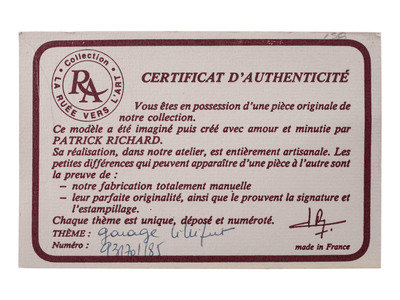 Collection
LA RUÉE VERS L'ART
RA
CERTIFICAT D'AUTHENTICITÉ
Vous êtes en possession d'une pièce originale de
notre collection.
Ce modèle a été imaginé puis créé avec amour et minutie par
PATRICK RICHARD.
Sa réalisation, dans notre atelier, est entièrement artisanale. Les
petites différences qui peuvent apparaître d'une pièce à l'autre sont
la preuve de :
– notre fabrication totalement manuelle
– leur parfaite originalité, ainsi que le prouvent la signature et
l'estampillage.
Chaque thème est unique, déposé et numéroté.
THÈME : garage
Numéro :
made in France